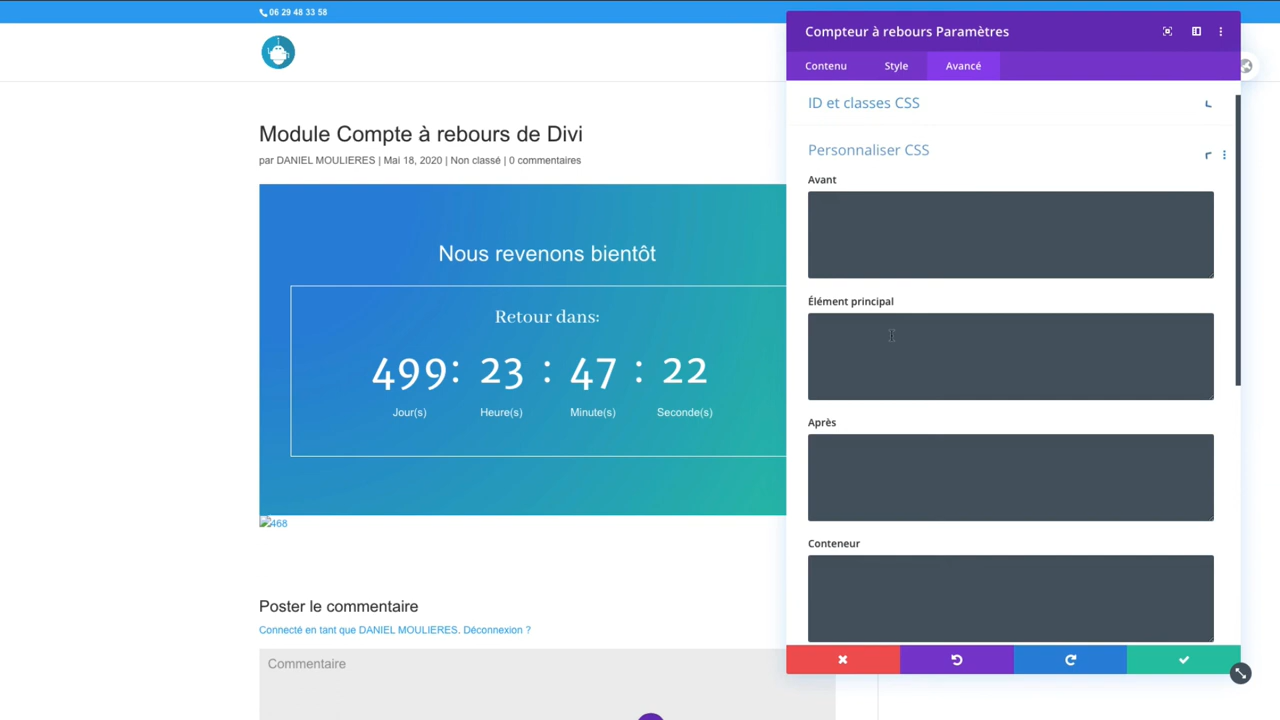 06 29 48 33 58
Module Compte à rebours de Divi
par DANIEL MOULIERES | Mai 18, 2020 | Non classé | 0 commentaires
Nous revenons bientôt
Retour dans:
499: 23 : 47 : 22
Jour(s) Heure(s) Minute(s) Seconde(s)
468
Poster le commentaire
Connecté en tant que DANIEL MOULIERES. Déconnexion ?
Commentaire
Compteur à rebours Paramètres
Contenu Style Avancé
ID et classes CSS
Personnaliser CSS
Avant
Élément principal
Après
Conteneur